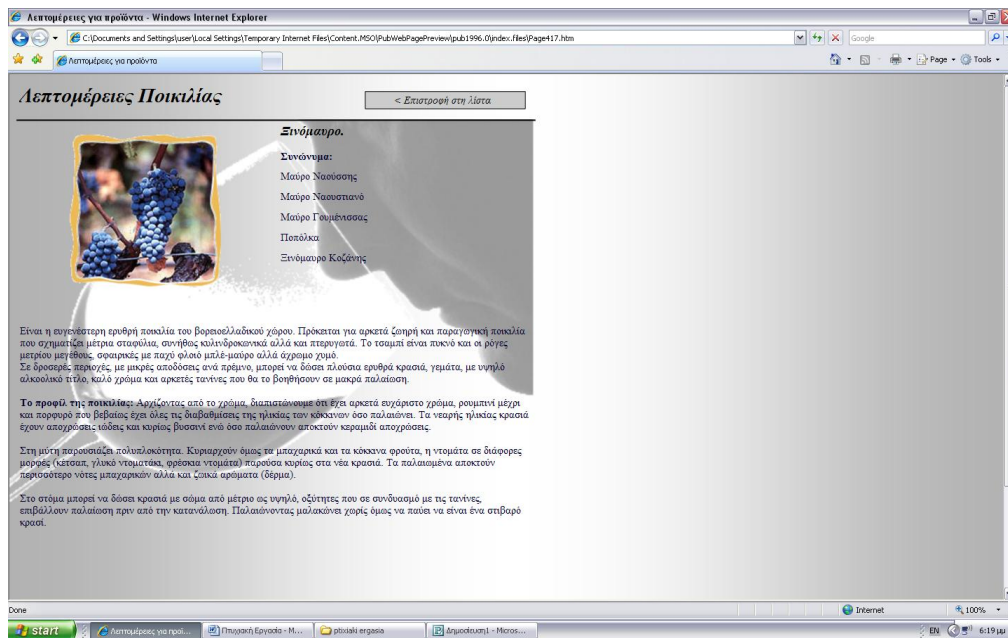 Λεπτομέρειες για προϊόντα - Windows Internet Explorer
C:\Documents and Settings\user\Local Settings\Temporary Internet Files\Content.MSO\PubWebPagePreview\pub1996.0\index.files\Page417.htm
Google
Λεπτομέρειες για προϊόντα
Page
Tools
Λεπτομέρειες Ποικιλίας
< Επιστροφή στη λίστα
Ξινόμαυρο.
Συνώνυμα:
Μαύρο Ναούσσης
Μαύρο Ναουστιανό
Μαύρο Γουμένισσας
Ποπόλκα
Ξινόμαυρο Κοζάνης
Είναι η ευγενέστερη ερυθρή ποικιλία του βορειοελλαδικού χώρου. Πρόκειται για αρκετά ζωηρή και παραγωγική ποικιλία
που σχηματίζει μέτρια σταφύλια, συνήθως κυλινδροκωνικά αλλά και πτερυγωτά. Το τσαμπί είναι πυκνό και οι ρόγες
μετρίου μεγέθους, σφαιρικές με παχύ φλοιό μπλέ-μαύρο αλλά άχρωμο χυμό.
Σε δροσερές περιοχές, με μικρές αποδόσεις ανά πρέμνο, μπορεί να δώσει πλούσια ερυθρά κρασιά, γεμάτα, με υψηλό
αλκοολικό τίτλο, καλό χρώμα και αρκετές τανίνες που θα το βοηθήσουν σε μακρά παλαίωση.
Το προφίλ της ποικιλίας: Αρχίζοντας από το χρώμα, διαπιστώνουμε ότι έχει αρκετά ευχάριστο χρώμα, ρουμπινί μέχρι
και πορφυρό που βεβαίως έχει όλες τις διαβαθμίσεις της ηλικίας των κόκκινων όσο παλαιώνει. Τα νεαρής ηλικίας κρασιά
έχουν αποχρώσεις ιώδεις και κυρίως βυσσινί ενώ όσο παλαιώνουν αποκτούν κεραμιδί αποχρώσεις.
Στη μύτη παρουσιάζει πολυπλοκότητα. Κυριαρχούν όμως τα μπαχαρικά και τα κόκκινα φρούτα, η ντομάτα σε διάφορες
μορφές (κέτσαπ, γλυκό ντοματάκι, φρέσκια ντομάτα) παρούσα κυρίως στα νέα κρασιά. Τα παλαιωμένα αποκτούν
περισσότερο νότες μπαχαρικών αλλά και ζωικά αρώματα (δέρμα).
Στο στόμα μπορεί να δώσει κρασιά με σώμα από μέτριο ως υψηλό, οξύτητες που σε συνδυασμό με τις τανίνες,
επιβάλλουν παλαίωση πριν από την κατανάλωση. Παλαιώνοντας μαλακώνει χωρίς όμως να παύει να είναι ένα στιβαρό
κρασί.
Done
Internet
100%
start
Λεπτομέρειες για προϊ...
Πτυχιακή Εργασία - Μ...
ptixiaki ergasia
Δημοσίευση1 - Micros...
EN
6:19 μμ